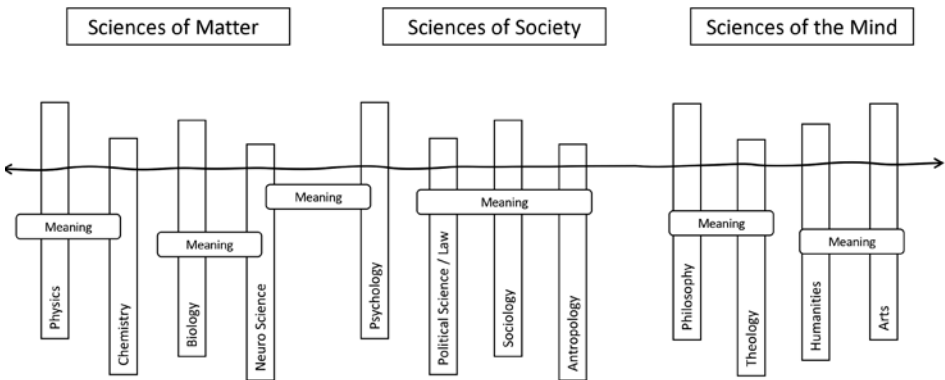 Sciences of Matter
Sciences of Society
Sciences of the Mind
Meaning
Meaning
Meaning
Meaning
Meaning
Meaning
Physics
Chemistry
Biology
Neuro Science
Psychology
Political Science / Law
Sociology
Antropology
Philosophy
Theology
Humanities
Arts